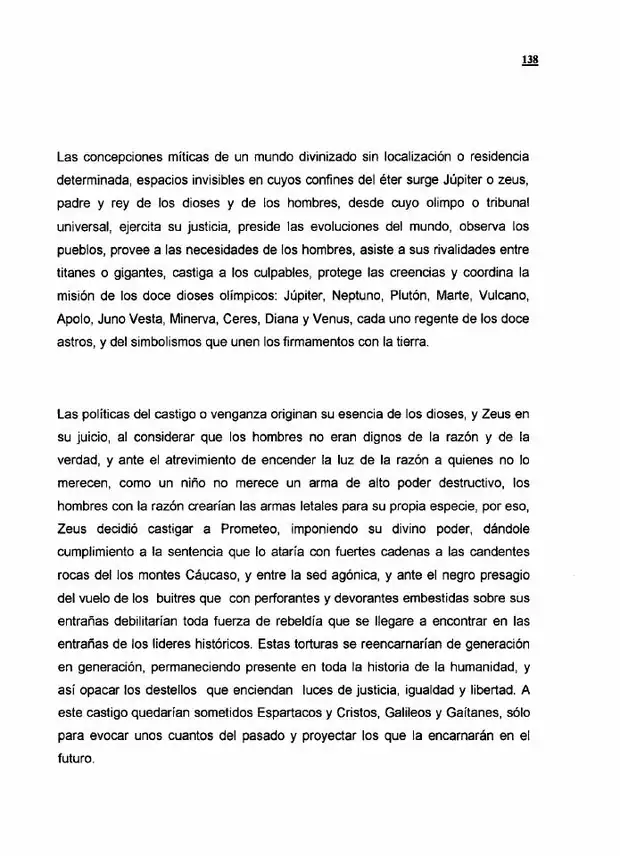 138
Las concepciones míticas de un mundo divinizado sin localización o residencia
determinada, espacios invisibles en cuyos confines del éter surge Júpiter o zeus,
padre y rey de los dioses y de los hombres, desde cuyo olimpo o tribunal
universal, ejercita su justicia, preside las evoluciones del mundo, observa los
pueblos, provee a las necesidades de los hombres, asiste a sus rivalidades entre
titanes o gigantes, castiga a los culpables, protege las creencias y coordina la
misión de los doce dioses olímpicos: Júpiter, Neptuno, Plutón, Marte, Vulcano,
Apolo, Juno Vesta, Minerva, Ceres, Diana y Venus, cada uno regente de los doce
astros, y del simbolismos que unen los firmamentos con la tierra.
Las políticas del castigo o venganza originan su esencia de los dioses, y Zeus en
su juicio, al considerar que los hombres no eran dignos de la razón y de la
verdad, y ante el atrevimiento de encender la luz de la razón a quienes no lo
merecen, como un niño no merece un arma de alto poder destructivo, los
hombres con la razón crearían las armas letales para su propia especie, por eso,
Zeus decidió castigar a Prometeo, imponiendo su divino poder, dándole
cumplimiento a la sentencia que lo ataría con fuertes cadenas a las candentes
rocas del los montes Cáucaso, y entre la sed agónica, y ante el negro presagio
del vuelo de los buitres que con perforantes y devorantes embestidas sobre sus
entrañas debilitarían toda fuerza de rebeldía que se llegare a encontrar en las
entrañas de los lideres históricos. Estas torturas se reencarnarían de generación
en generación, permaneciendo presente en toda la historia de la humanidad, y
así opacar los destellos que enciendan luces de justicia, igualdad y libertad. A
este castigo quedarían sometidos Espartacos y Cristos, Galileos y Gaítanes, sólo
para evocar unos cuantos del pasado y proyectar los que la encarnarán en el
futuro.